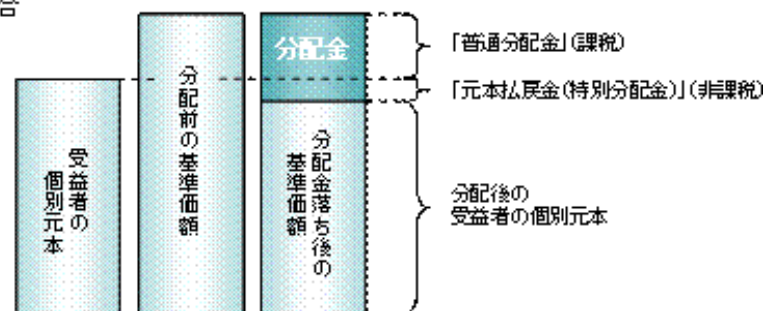 合
受益者の
個別元本
分配前の基準価額
分配金
分配金落ち後の
基準価額
「普通分配金」(課税)
「元本払戻金(特別分配金)」(非課税)
分配後の
受益者の個別元本